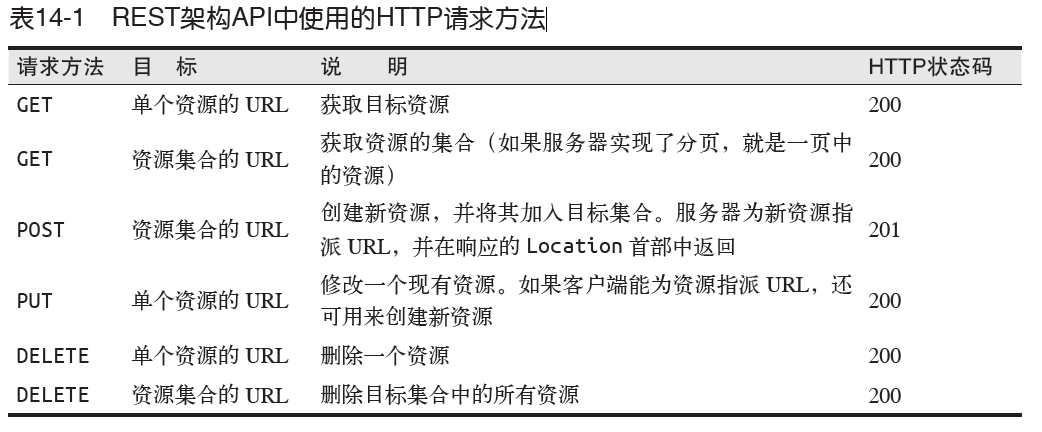 表14-1 REST架构API中使用的HTTP请求方法
请求方法 目 标 说 明 HTTP状态码
GET 单个资源的 URL 获取目标资源 200
GET 资源集合的 URL 获取资源的集合（如果服务器实现了分页，就是一页中 200
的资源）
POST 资源集合的 URL 创建新资源，并将其加入目标集合。服务器为新资源指 201
派 URL，并在响应的 Location 首部中返回
PUT 单个资源的 URL 修改一个现有资源。如果客户端能为资源指派 URL，还 200
可用来创建新资源
DELETE 单个资源的 URL 删除一个资源 200
DELETE 资源集合的 URL 删除目标集合中的所有资源 200